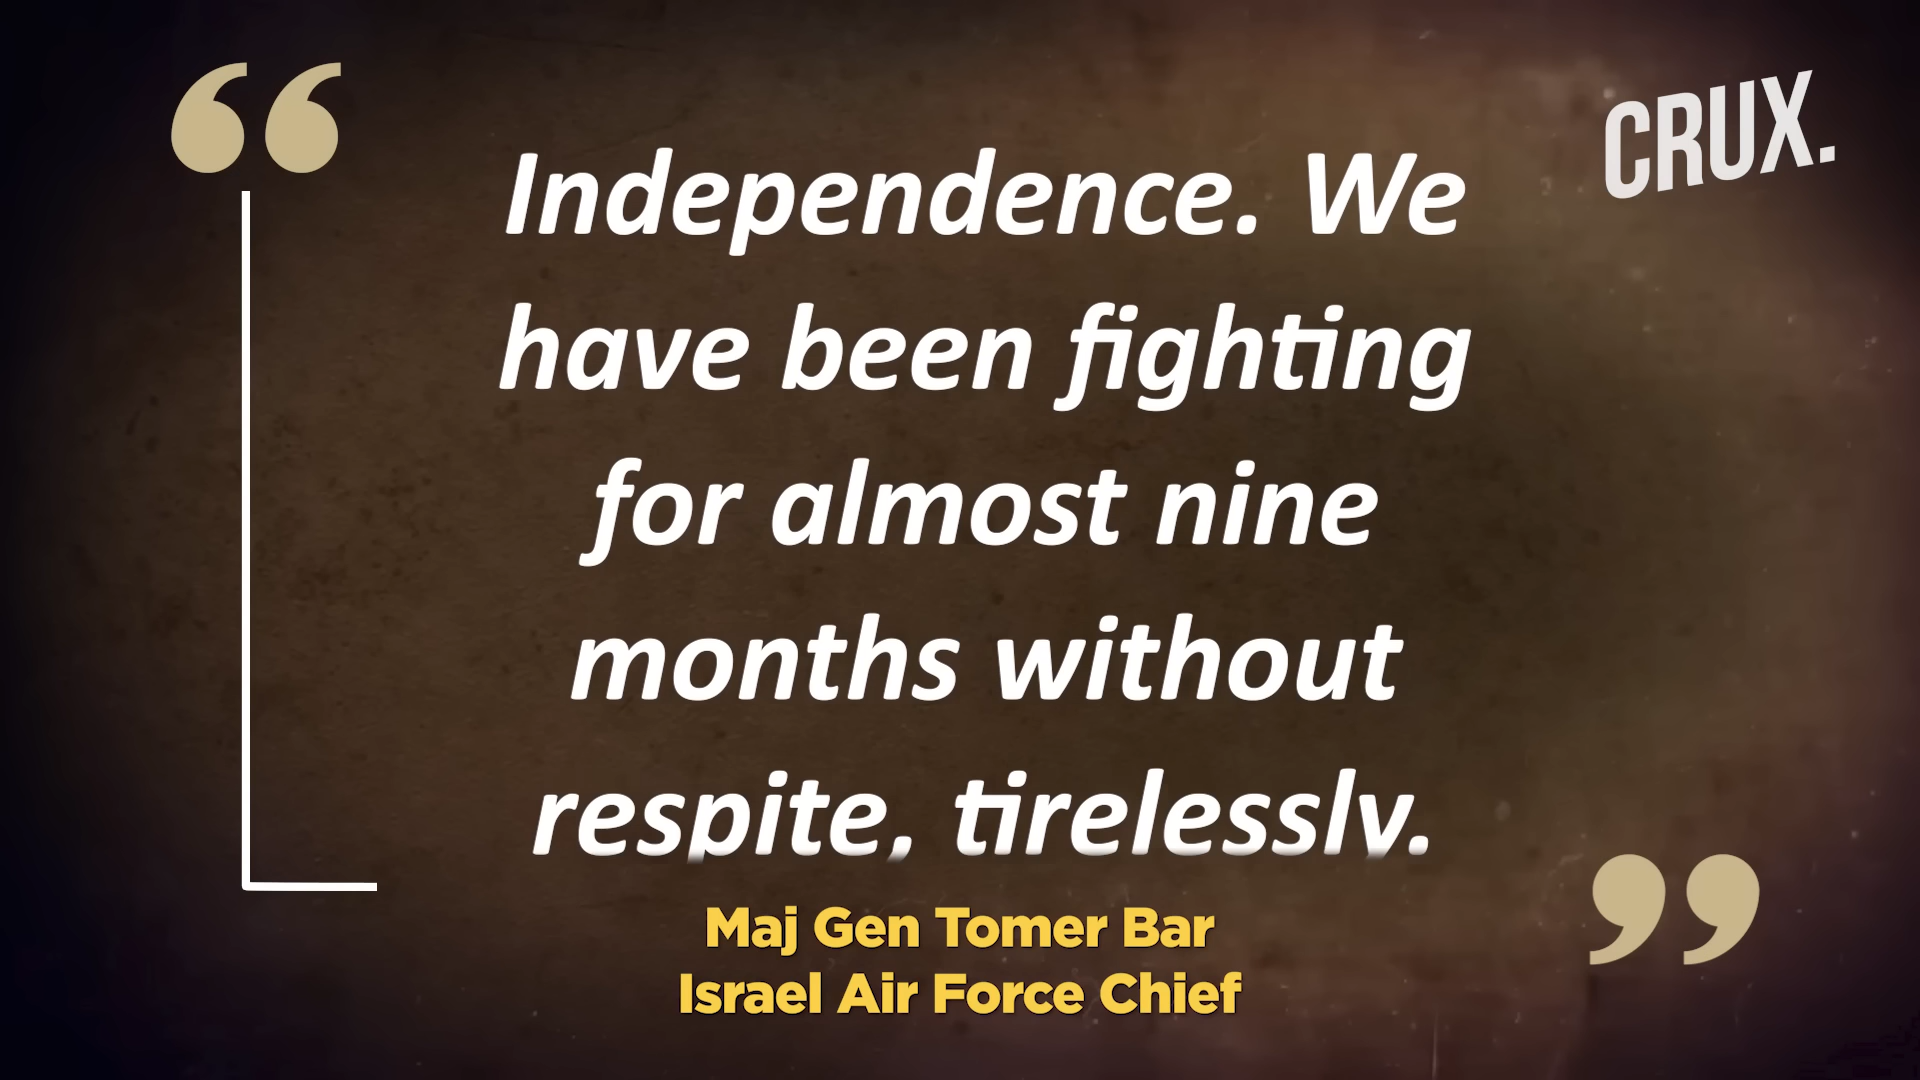 “
CRUX.
Independence. We
have been fighting
for almost nine
months without
respite, tirelessly.
”
Maj Gen Tomer Bar
Israel Air Force Chief